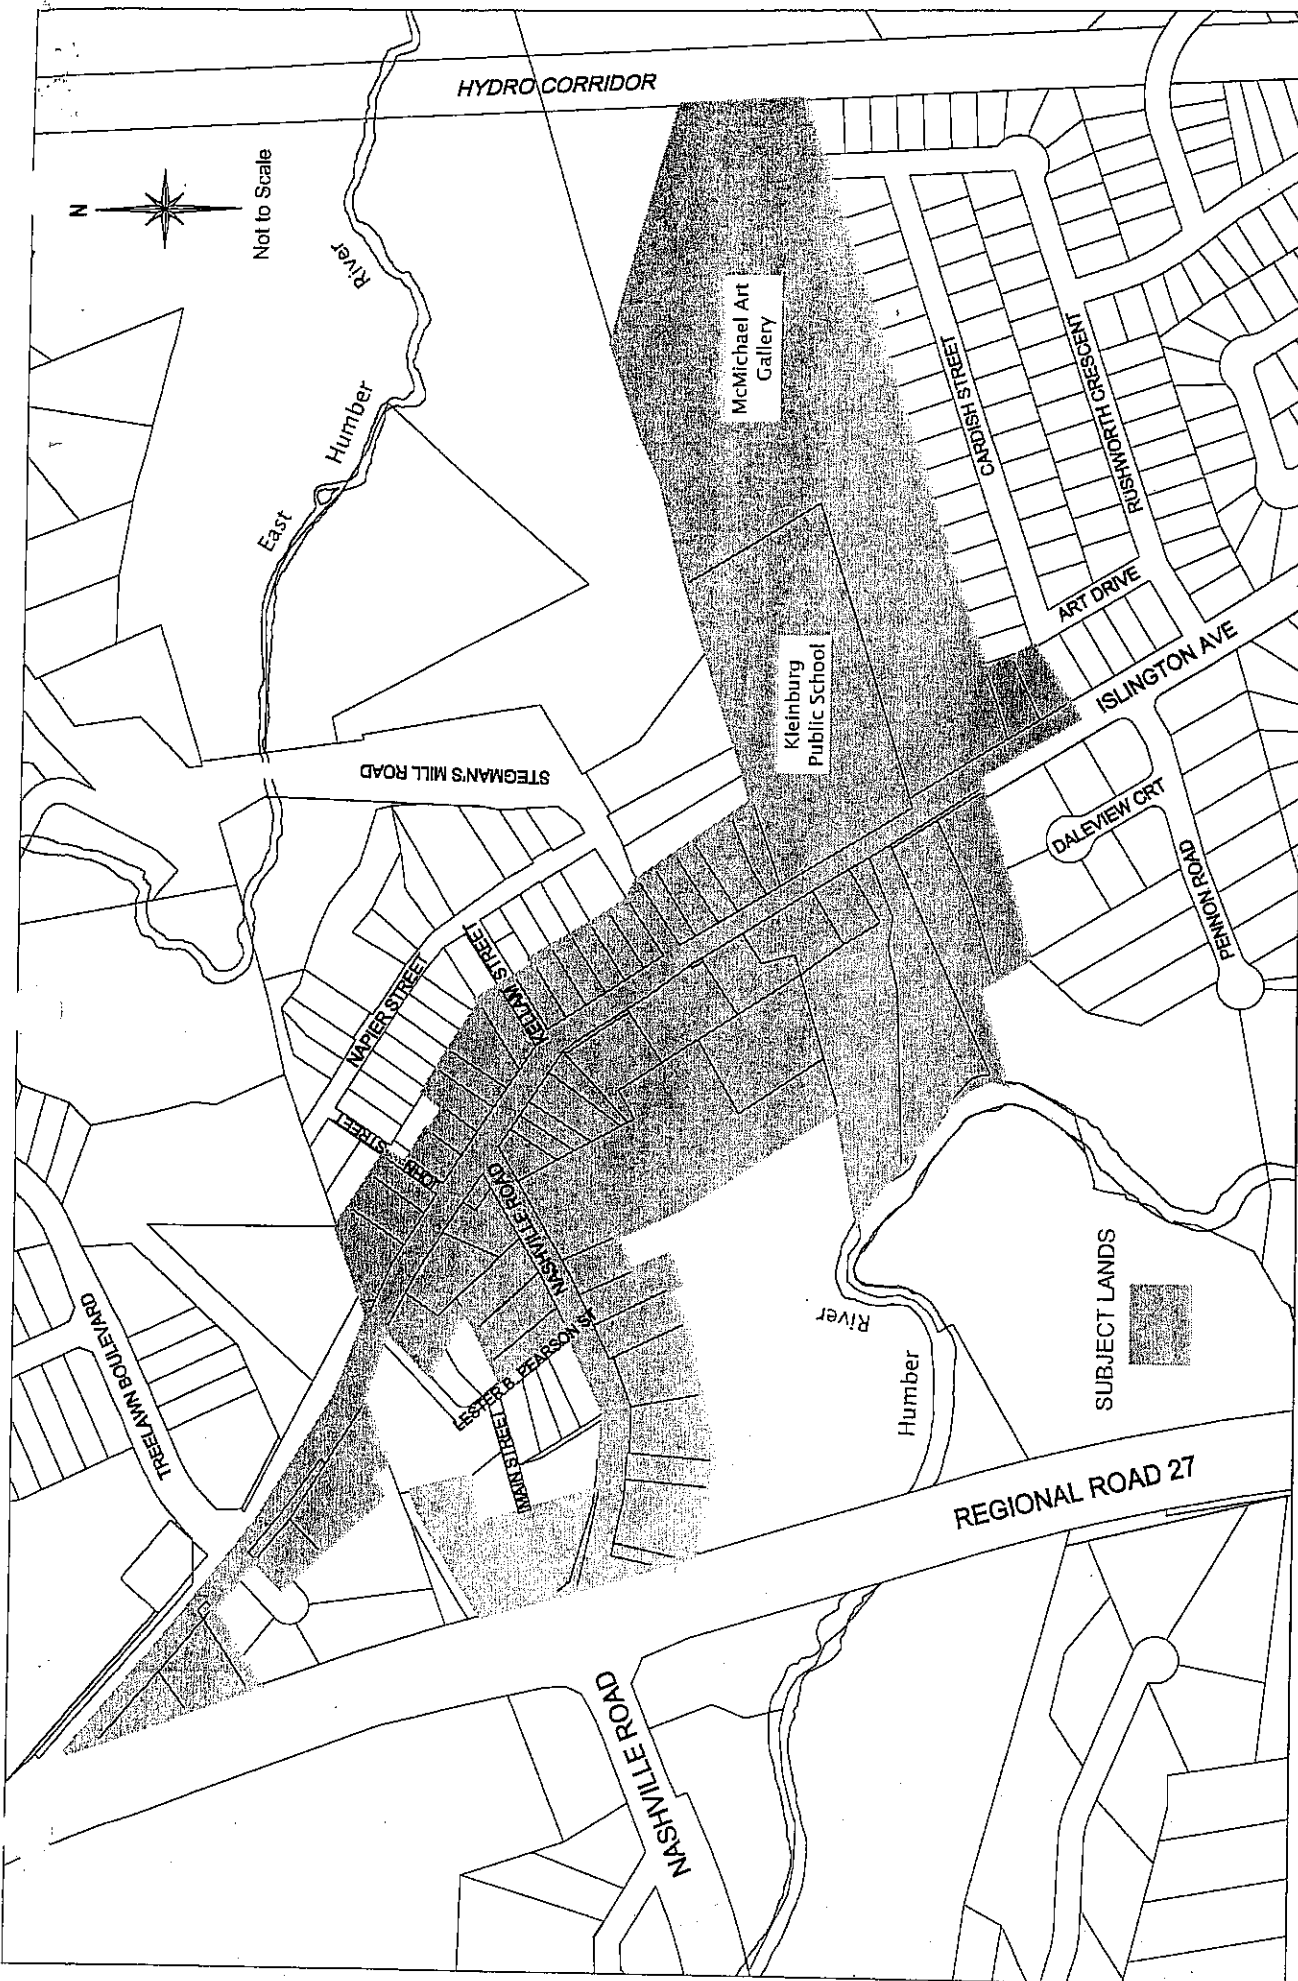 HYDRO CORRIDOR
N
Not to Scale
River
Humber
East
McMichael Art
Gallery
CARDISH STREET
RUSHWORTH CRESCENT
ART DRIVE
ISLINGTON AVE
Kleinburg
Public School
STEGMAN'S MILL ROAD
DALEVIEW CRT
PENNON ROAD
NAPIER STREET
KELLAM STREET
JOHN STREET
NASHVILLE ROAD
TREELAWN BOULEVARD
LESTER B. PEARSON ST
MAIN STREET
River
Humber
SUBJECT LANDS
REGIONAL ROAD 27
NASHVILLE ROAD